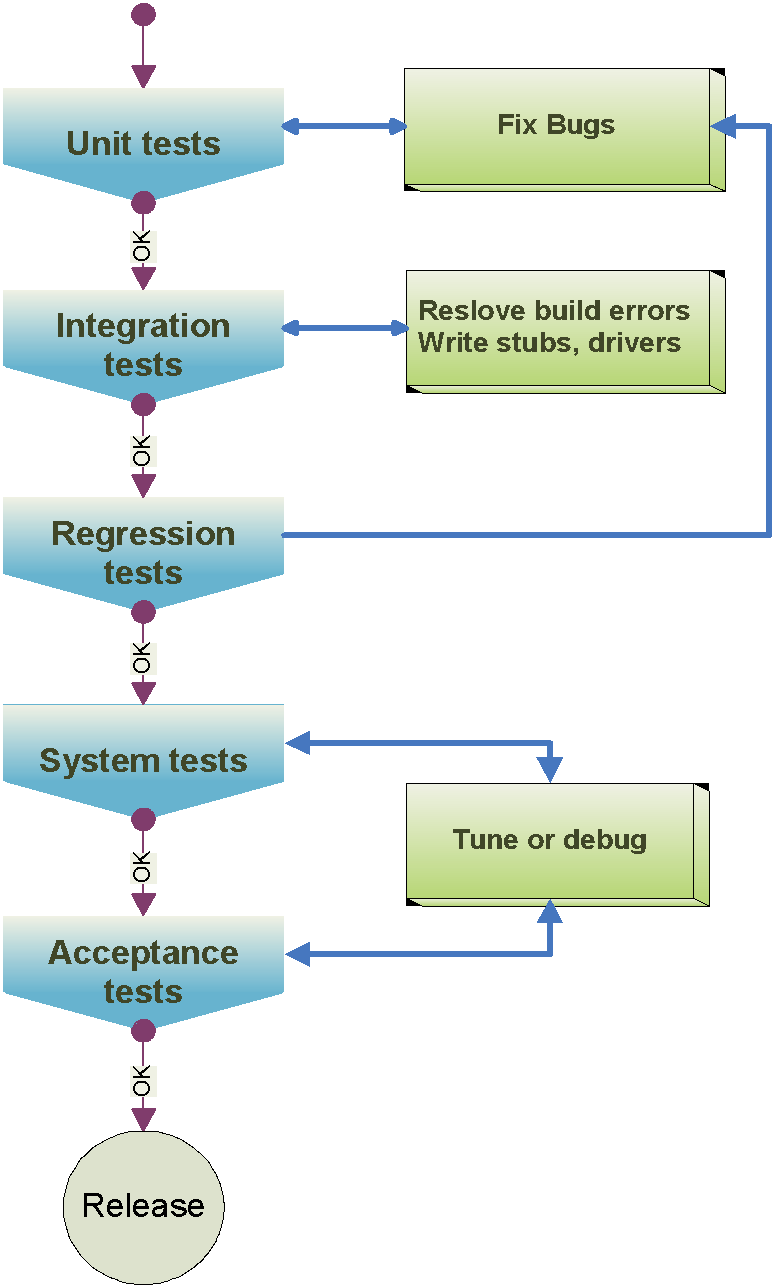 Unit tests
Fix Bugs
OK
Integration
tests
Reslove build errors
Write stubs, drivers
OK
Regression
tests
OK
System tests
Tune or debug
OK
Acceptance
tests
OK
Release